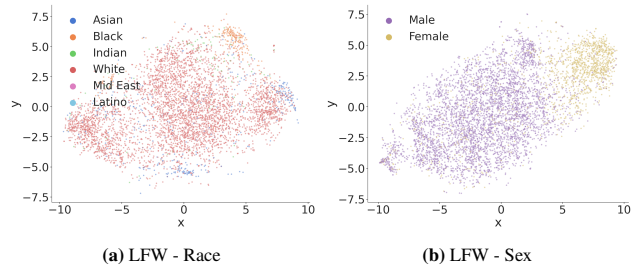 Asian
Black
Indian
White
Mid East
Latino
7.5
5.0
2.5
0.0
−2.5
−5.0
−7.5
y
−10
−5
0
5
10
x
(a) LFW - Race
Male
Female
7.5
5.0
2.5
0.0
−2.5
−5.0
−7.5
y
−10
−5
0
5
10
x
(b) LFW - Sex